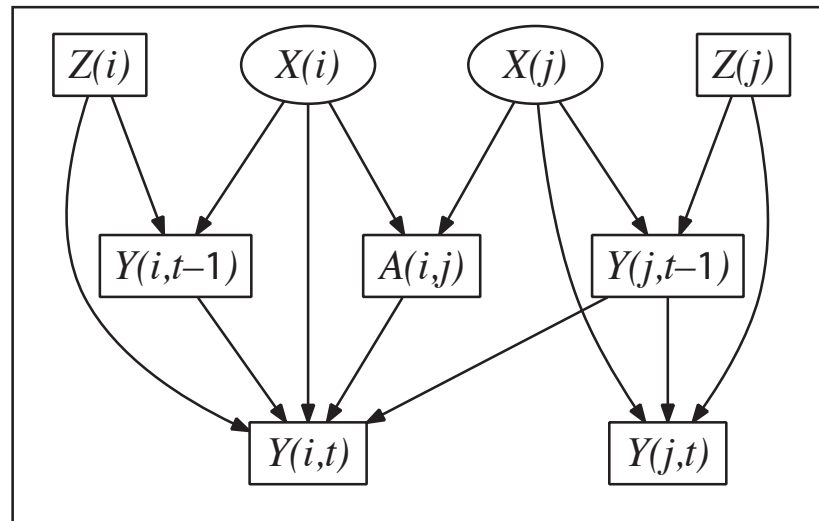 Z(i) X(i) X(j) Z(j)
Y(i,t–1) A(i,j) Y(j,t–1)
Y(i,t) Y(j,t)